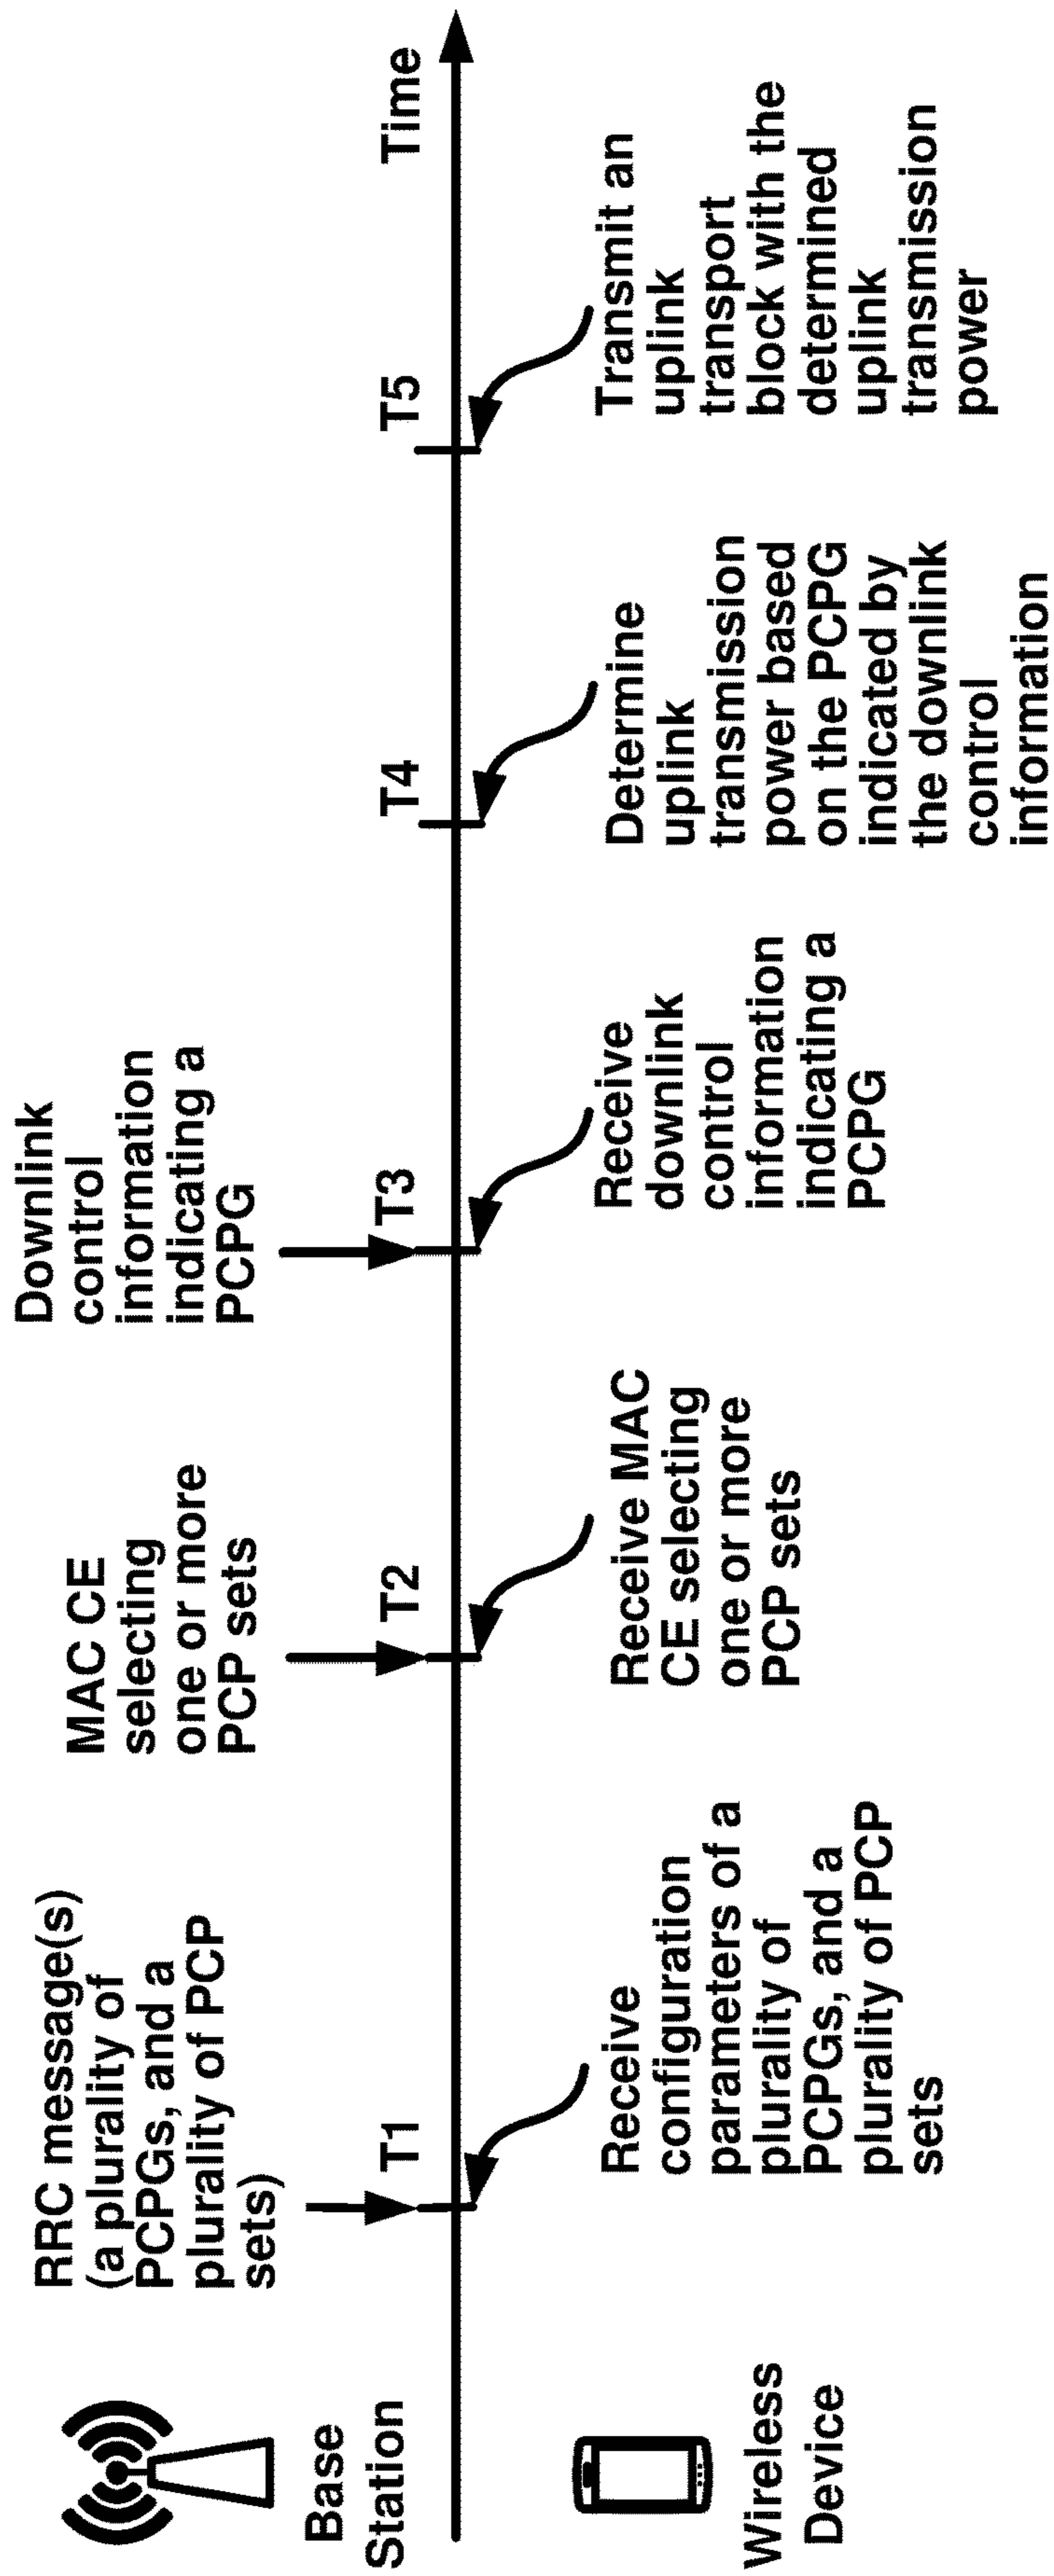 Base
Station
RRC message(s)
(a plurality of
PCPGs, and a
plurality of PCP
sets)
MAC CE
selecting
one or more
PCP sets
Downlink
control
information
indicating a
PCPG
T1
T2
T3
T4
T5
Time
Wireless
Device
Receive
configuration
parameters of a
plurality of
PCPGs, and a
plurality of PCP
sets
Receive MAC
CE selecting
one or more
PCP sets
Receive
downlink
control
information
indicating a
PCPG
Determine
uplink
transmission
power based
on the PCPG
indicated by
the downlink
control
information
Transmit an
uplink
transport
block with the
determined
uplink
transmission
power